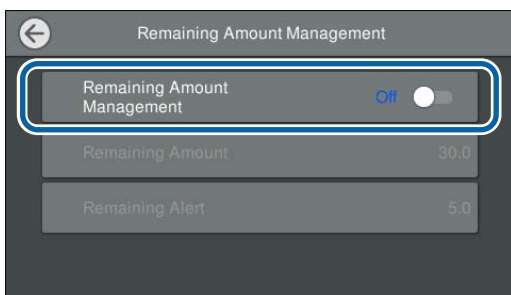 Remaining Amount Management
Remaining Amount
Management
Off
Remaining Amount
30.0
Remaining Alert
5.0